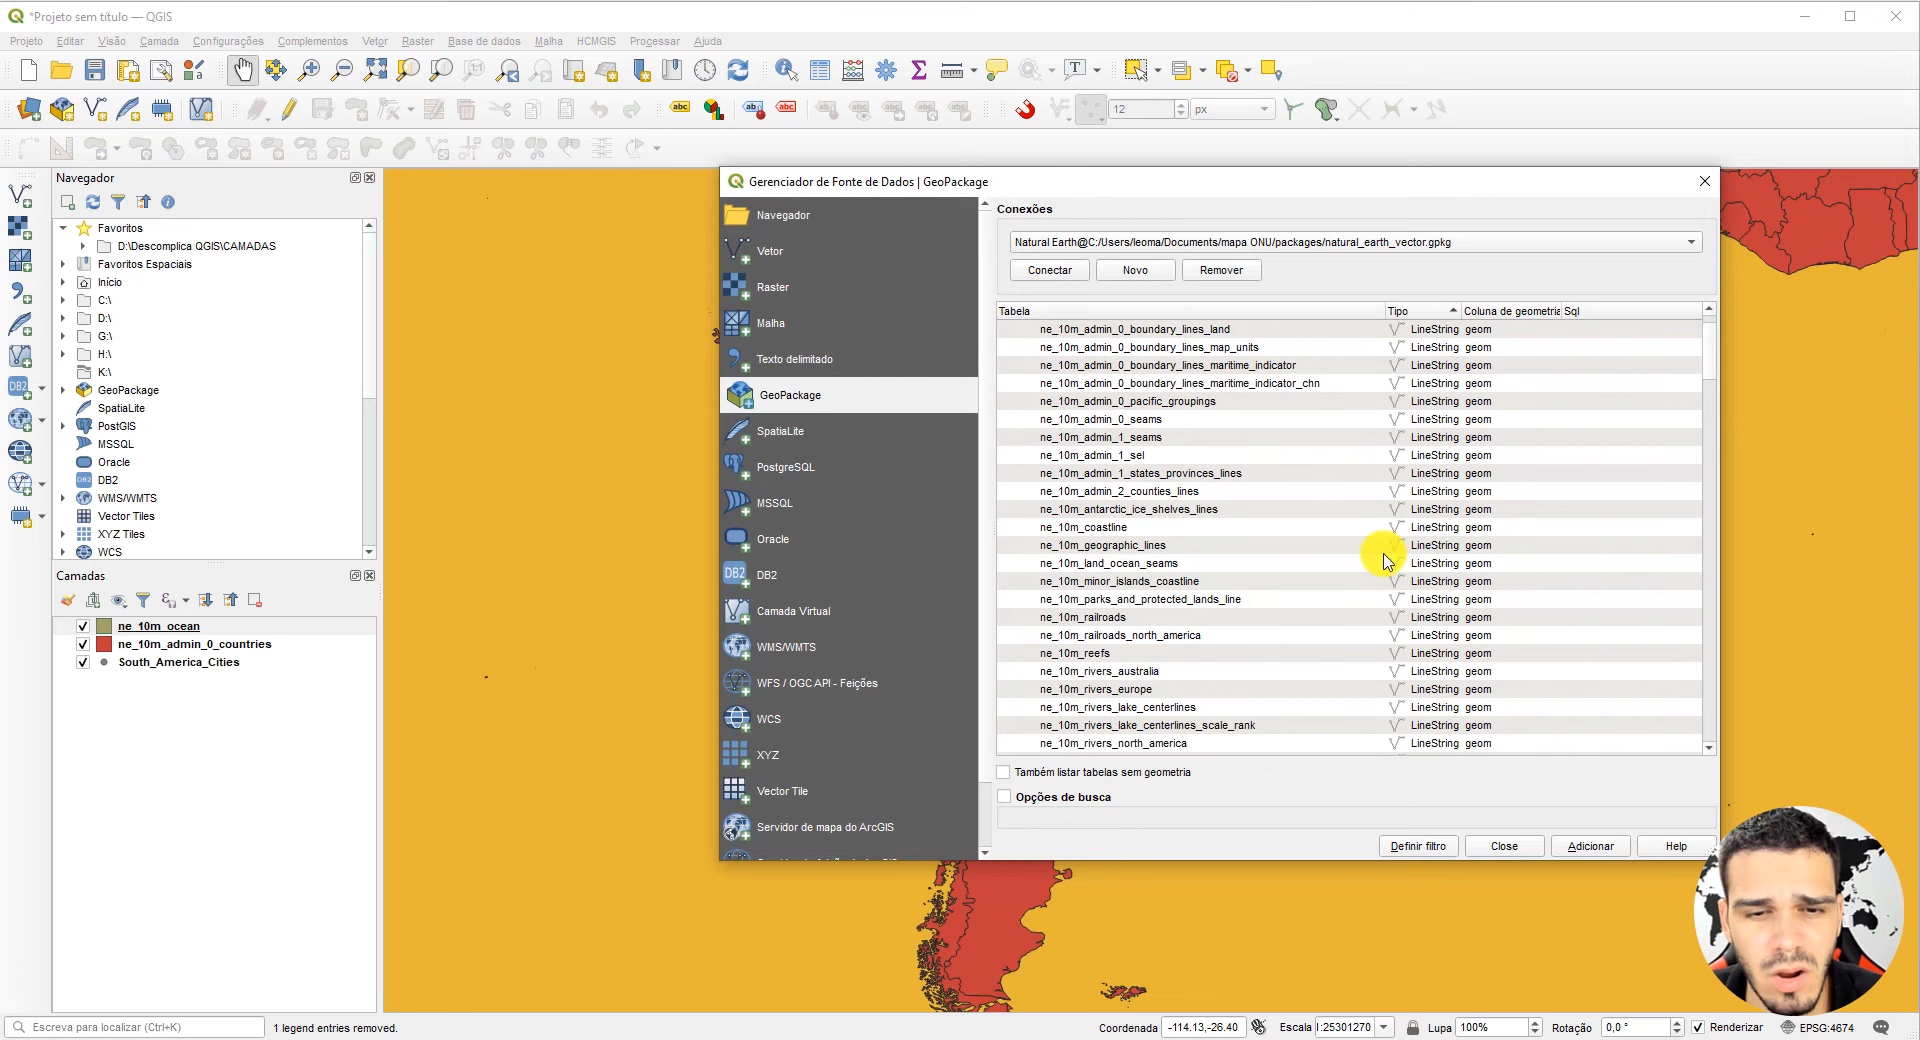 *Projeto sem título — QGIS
Projeto Editar Visão Camada Configurações Complementos Vetor Raster Base de dados Malha HCMGIS Processar Ajuda
12 px
Navegador
Favoritos
D:\Descomplica QGIS\CAMADAS
Favoritos Espaciais
Início
C:\
D:\
G:\
H:\
K:\
GeoPackage
SpatiaLite
PostGIS
MSSQL
Oracle
DB2
WMS/WMTS
Vector Tiles
XYZ Tiles
WCS
Camadas
ne_10m_ocean
ne_10m_admin_0_countries
South_America_Cities
Gerenciador de Fonte de Dados | GeoPackage
Navegador
Vetor
Raster
Malha
Texto delimitado
GeoPackage
SpatiaLite
PostgreSQL
MSSQL
Oracle
DB2
Camada Virtual
WMS/WMTS
WFS / OGC API - Feições
WCS
XYZ
Vector Tile
Servidor de mapa do ArcGIS
Conexões
Natural Earth@C:/Users/leoma/Documents/mapa ONU/packages/natural_earth_vector.gpkg
Conectar Novo Remover
Tabela Tipo Coluna de geometria Sql
ne_10m_admin_0_boundary_lines_land LineString geom
ne_10m_admin_0_boundary_lines_map_units LineString geom
ne_10m_admin_0_boundary_lines_maritime_indicator LineString geom
ne_10m_admin_0_boundary_lines_maritime_indicator_chn LineString geom
ne_10m_admin_0_pacific_groupings LineString geom
ne_10m_admin_0_seams LineString geom
ne_10m_admin_1_seams LineString geom
ne_10m_admin_1_sel LineString geom
ne_10m_admin_1_states_provinces_lines LineString geom
ne_10m_admin_2_counties_lines LineString geom
ne_10m_antarctic_ice_shelves_lines LineString geom
ne_10m_coastline LineString geom
ne_10m_geographic_lines LineString geom
ne_10m_land_ocean_seams LineString geom
ne_10m_minor_islands_coastline LineString geom
ne_10m_parks_and_protected_lands_line LineString geom
ne_10m_railroads LineString geom
ne_10m_railroads_north_america LineString geom
ne_10m_reefs LineString geom
ne_10m_rivers_australia LineString geom
ne_10m_rivers_europe LineString geom
ne_10m_rivers_lake_centerlines LineString geom
ne_10m_rivers_lake_centerlines_scale_rank LineString geom
ne_10m_rivers_north_america LineString geom
Também listar tabelas sem geometria
Opções de busca
Definir filtro Close Adicionar Help
Escreva para localizar (Ctrl+K) 1 legend entries removed. Coordenada -114.13,-26.40 Escala 1:25301270 Lupa 100% Rotação 0,0 ° Renderizar EPSG:4674